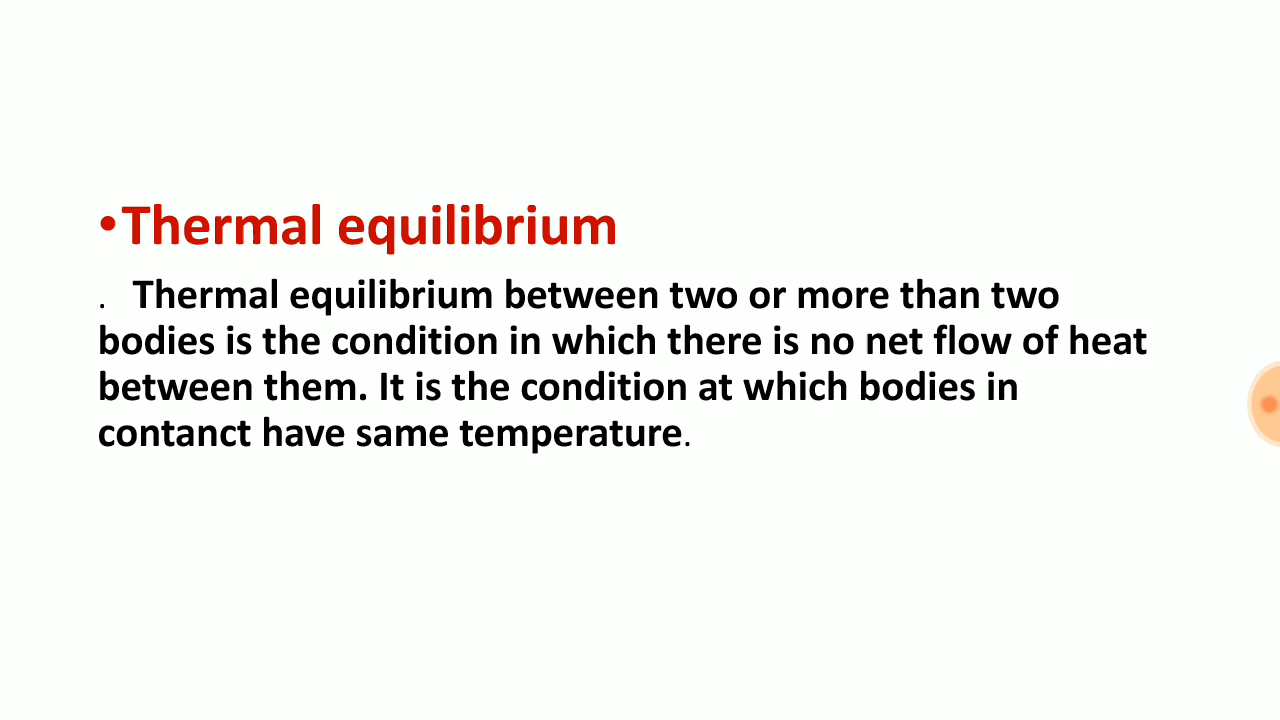 •Thermal equilibrium
. Thermal equilibrium between two or more than two
bodies is the condition in which there is no net flow of heat
between them. It is the condition at which bodies in
contanct have same temperature.